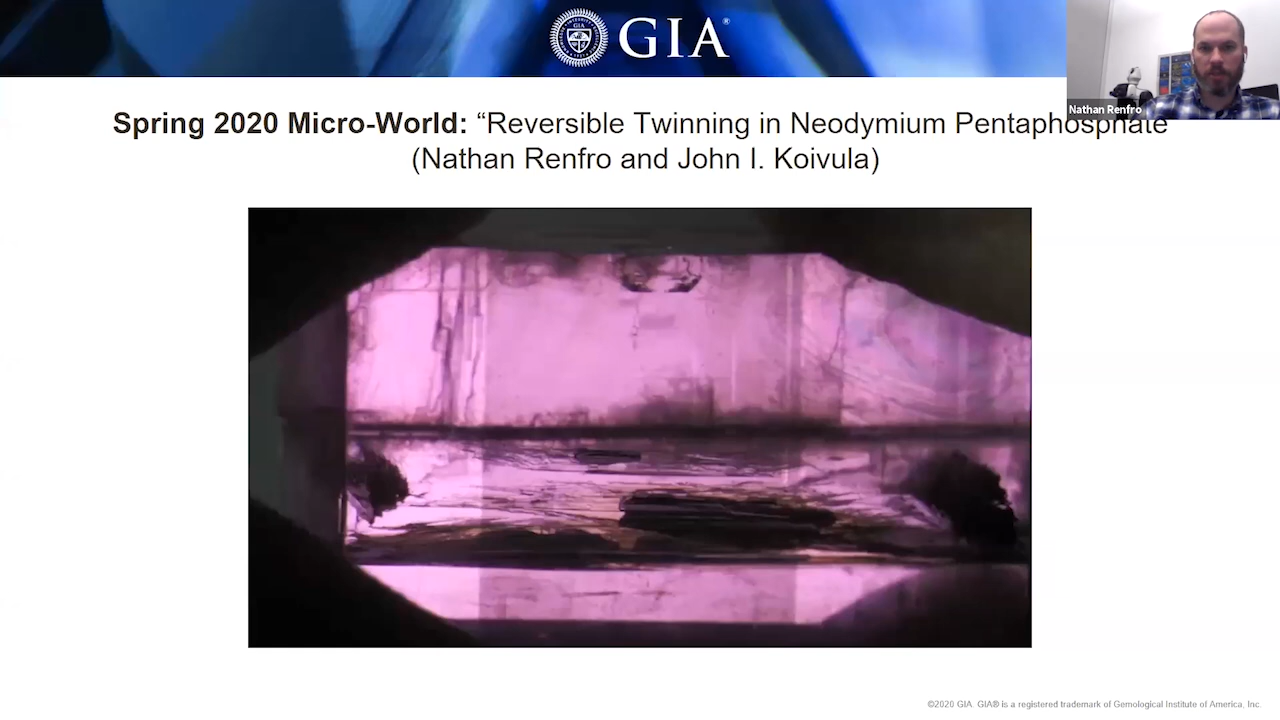 GIA®
Nathan Renfro
Spring 2020 Micro-World: “Reversible Twinning in Neodymium Pentaphosphate
(Nathan Renfro and John I. Koivula)
©2020 GIA. GIA® is a registered trademark of Gemological Institute of America, Inc.